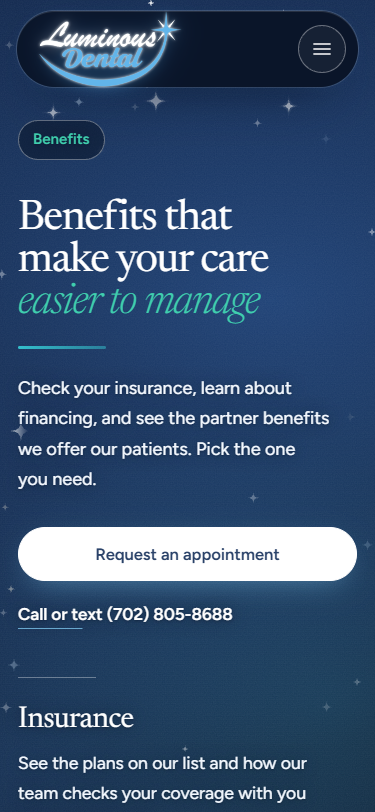 Luminous
Dental
Benefits
Benefits that
make your care
easier to manage
Check your insurance, learn about
financing, and see the partner benefits
we offer our patients. Pick the one
you need.
Request an appointment
Call or text (702) 805-8688
Insurance
See the plans on our list and how our
team checks your coverage with you